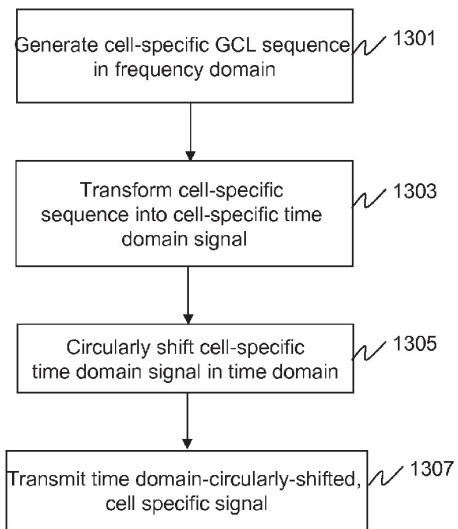 Generate cell-specific GCL sequence
in frequency domain
1301
Transform cell-specific
sequence into cell-specific time
domain signal
1303
Circularly shift cell-specific
time domain signal in time domain
1305
Transmit time domain-circularly-shifted,
cell specific signal
1307